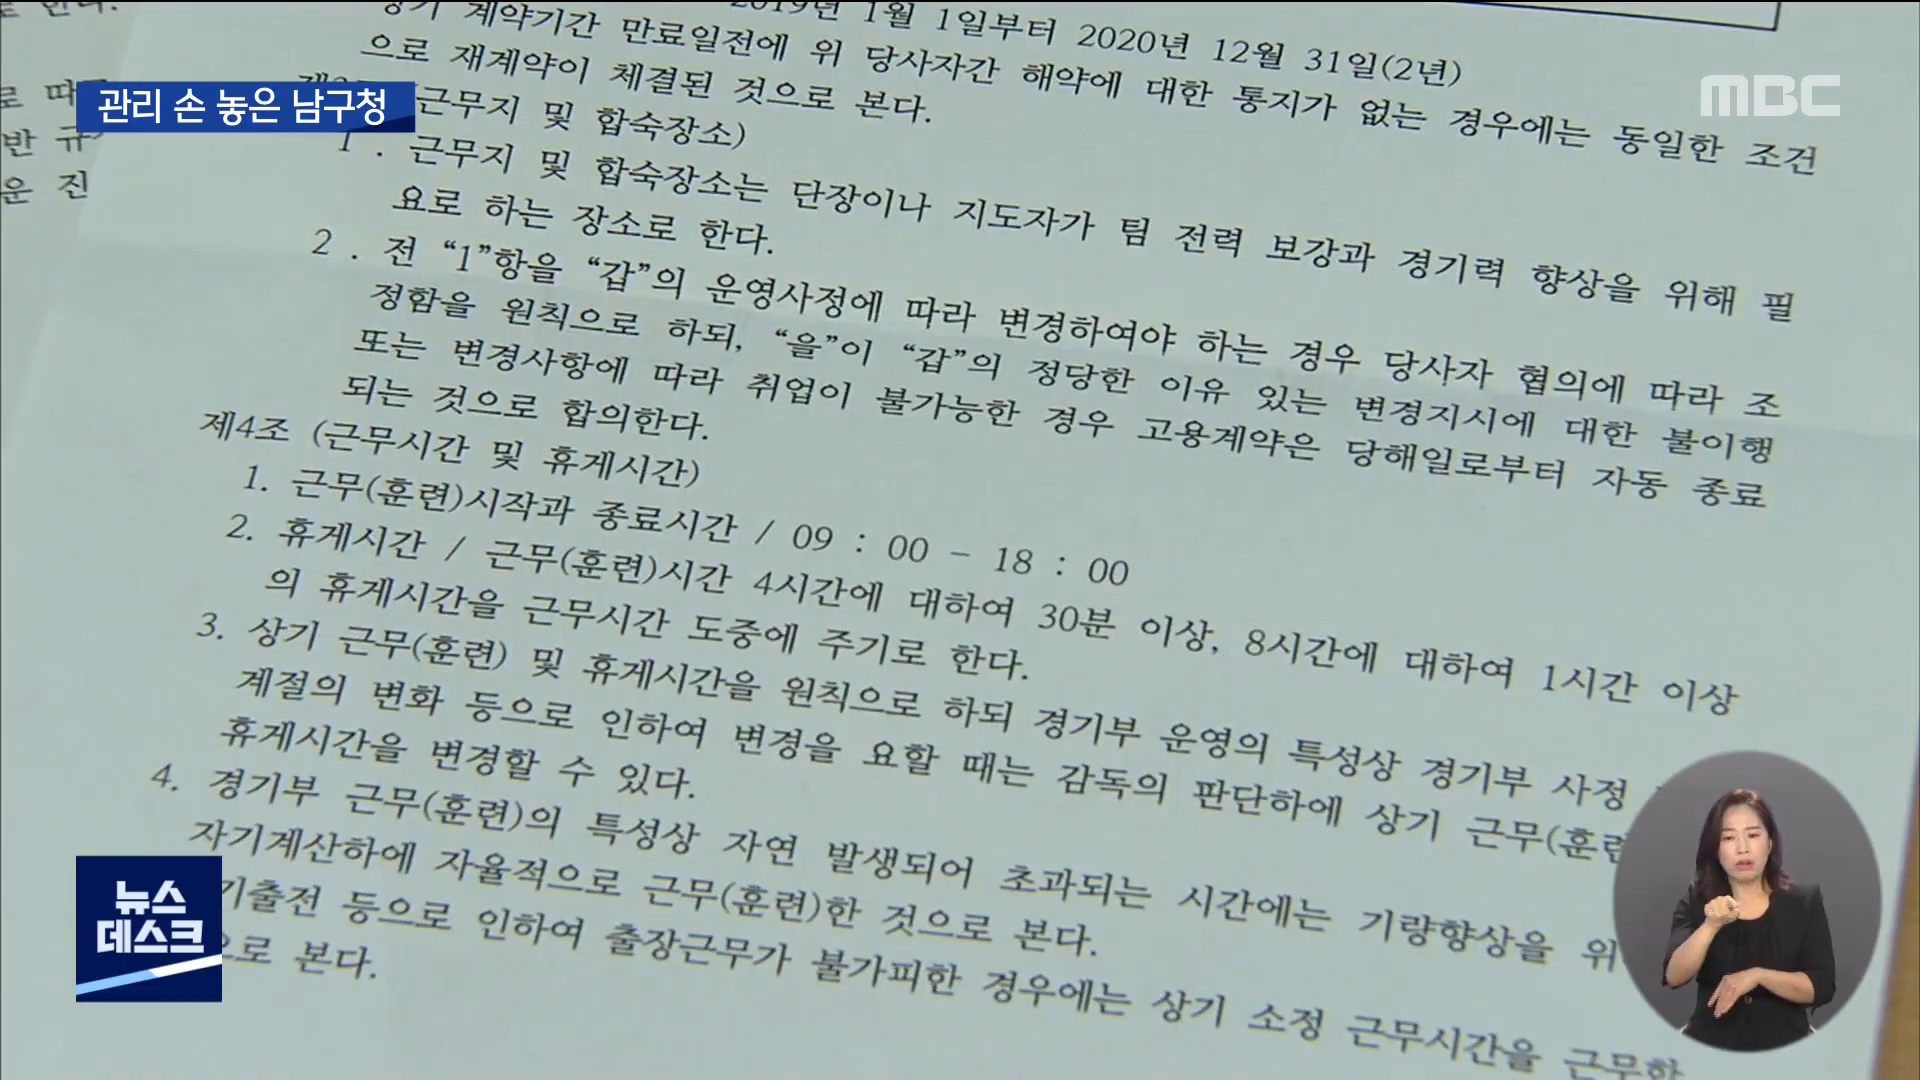 관리 손 놓은 남구청
MBC
2019년 1월 1일부터 2020년 12월 31일(2년)
상기 계약기간 만료일전에 위 당사자간 해약에 대한 통지가 없는 경우에는 동일한 조건
으로 재계약이 체결된 것으로 본다.
근무지 및 합숙장소)
1 . 근무지 및 합숙장소는 단장이나 지도자가 팀 전력 보강과 경기력 향상을 위해 필
요로 하는 장소로 한다.
2 . 전 “1”항을 “갑”의 운영사정에 따라 변경하여야 하는 경우 당사자 협의에 따라 조
정함을 원칙으로 하되, “을”이 “갑”의 정당한 이유 있는 변경지시에 대한 불이행
또는 변경사항에 따라 취업이 불가능한 경우 고용계약은 당해일로부터 자동 종료
되는 것으로 합의한다.
제4조 (근무시간 및 휴게시간)
1. 근무(훈련)시작과 종료시간 / 09 : 00 - 18 : 00
2. 휴게시간 / 근무(훈련)시간 4시간에 대하여 30분 이상, 8시간에 대하여 1시간 이상
의 휴게시간을 근무시간 도중에 주기로 한다.
3. 상기 근무(훈련) 및 휴게시간을 원칙으로 하되 경기부 운영의 특성상 경기부 사정
계절의 변화 등으로 인하여 변경을 요할 때는 감독의 판단하에 상기 근무(훈련
휴게시간을 변경할 수 있다.
4. 경기부 근무(훈련)의 특성상 자연 발생되어 초과되는 시간에는 기량향상을 위
자기계산하에 자율적으로 근무(훈련)한 것으로 본다.
기출전 등으로 인하여 출장근무가 불가피한 경우에는 상기 소정 근무시간을 근무한
으로 본다.
반 규
운 진
뉴스
데스크